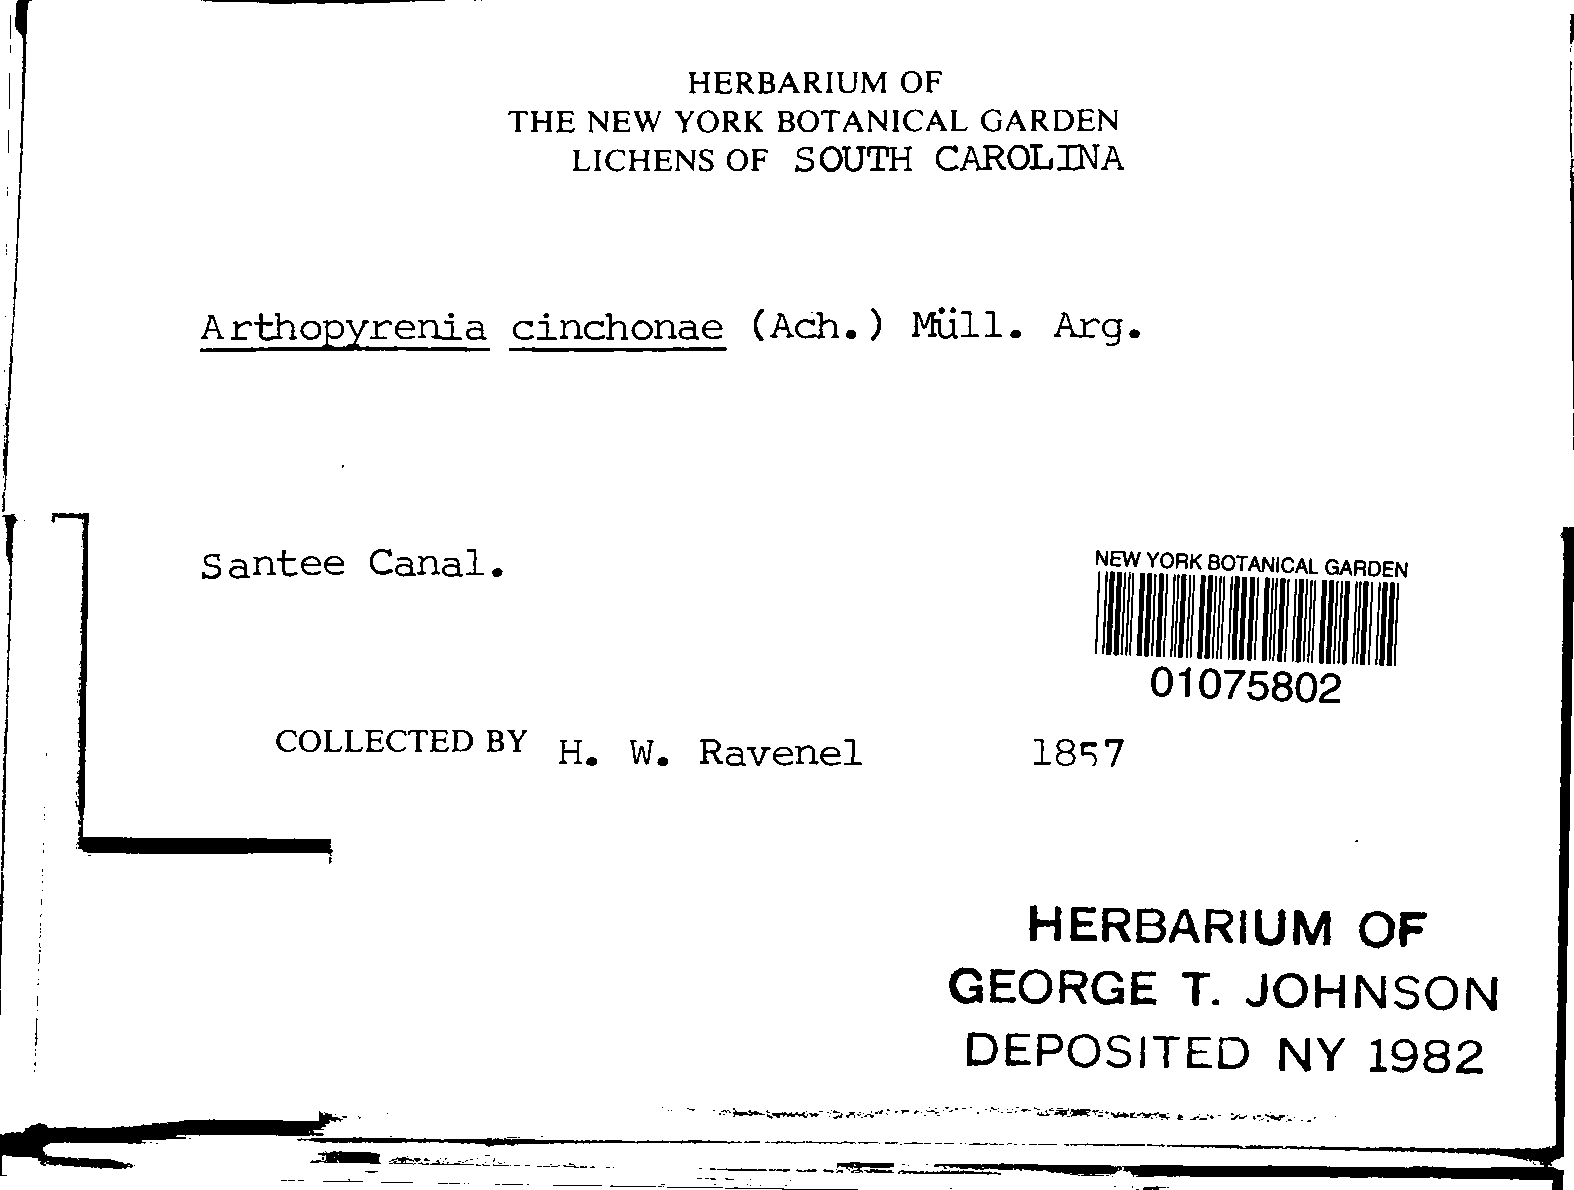 HERBARIUM OF
THE NEW YORK BOTANICAL GARDEN
LICHENS OF SOUTH CAROLINA
Arthopyrenia cinchonae (Ach.) Müll. Arg.
Santee Canal.
NEW YORK BOTANICAL GARDEN
01075802
COLLECTED BY H. W. Ravenel 1857
HERBARIUM OF
GEORGE T. JOHNSON
DEPOSITED NY 1982